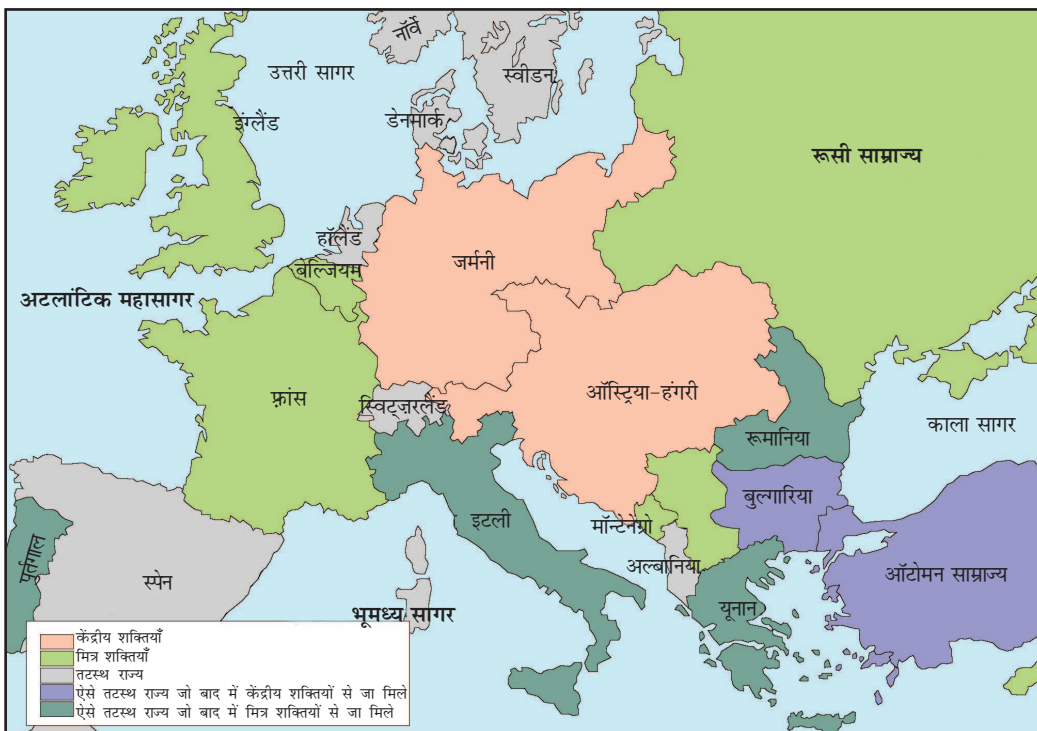 नॉर्वे
स्वीडन
उत्तरी सागर
इंग्लैंड
डेनमार्क
रूसी साम्राज्य
हॉलैंड
बेल्जियम
जर्मनी
अटलांटिक महासागर
फ़्रांस
स्विट्ज़रलैंड
ऑस्ट्रिया-हंगरी
रूमानिया
काला सागर
बुल्गारिया
मॉन्टेनेग्रो
इटली
अल्बानिया
ऑटोमन साम्राज्य
पुर्तगाल
स्पेन
भूमध्य सागर
यूनान
केंद्रीय शक्तियाँ
मित्र शक्तियाँ
तटस्थ राज्य
ऐसे तटस्थ राज्य जो बाद में केंद्रीय शक्तियों से जा मिले
ऐसे तटस्थ राज्य जो बाद में मित्र शक्तियों से जा मिले